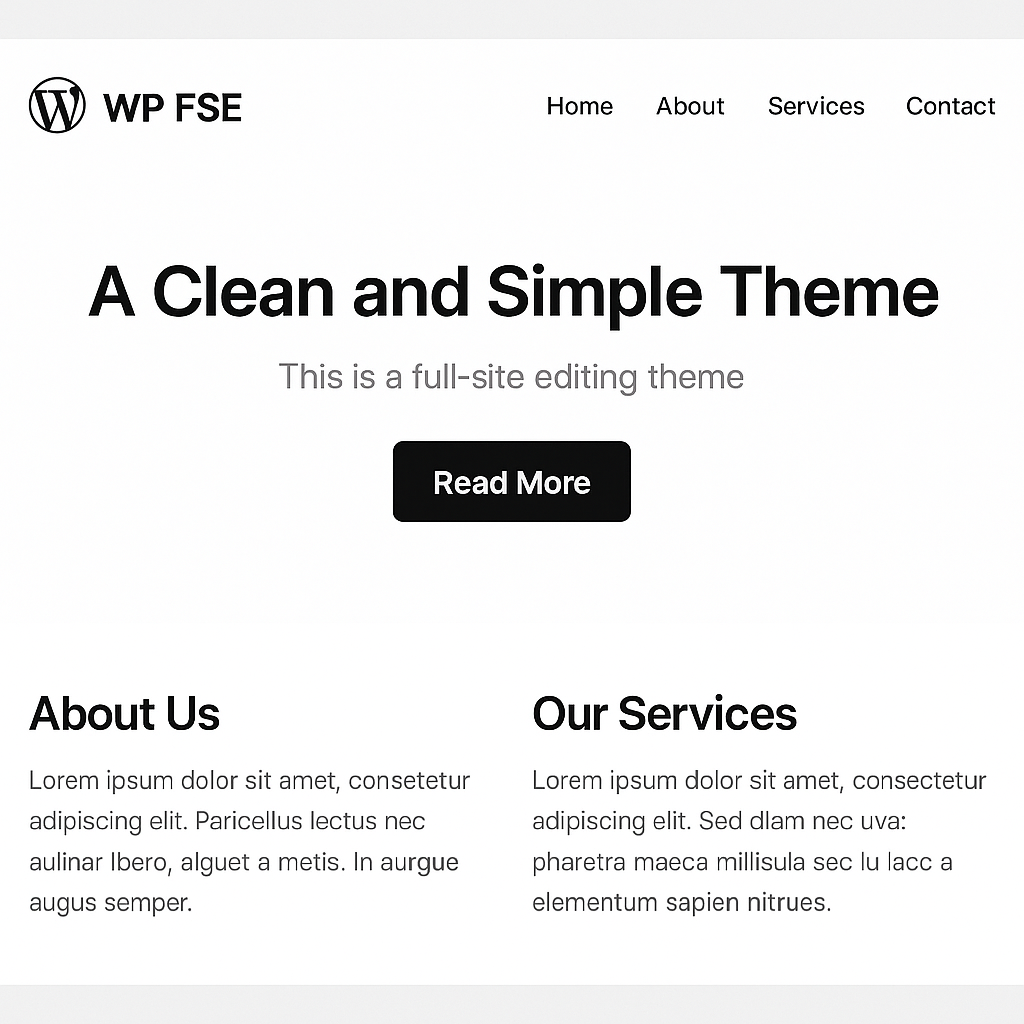 WP FSE
Home About Services Contact
A Clean and Simple Theme
This is a full-site editing theme
Read More
About Us
Lorem ipsum dolor sit amet, consetetur
adipiscing elit. Paricellus lectus nec
aulinar lbero, alguet a metis. In aurgue
augus semper.
Our Services
Lorem ipsum dolor sit amet, consectetur
adipiscing elit. Sed dlam nec uva:
pharetra maeca millisula sec lu lacc a
elementum sapien nitrues.